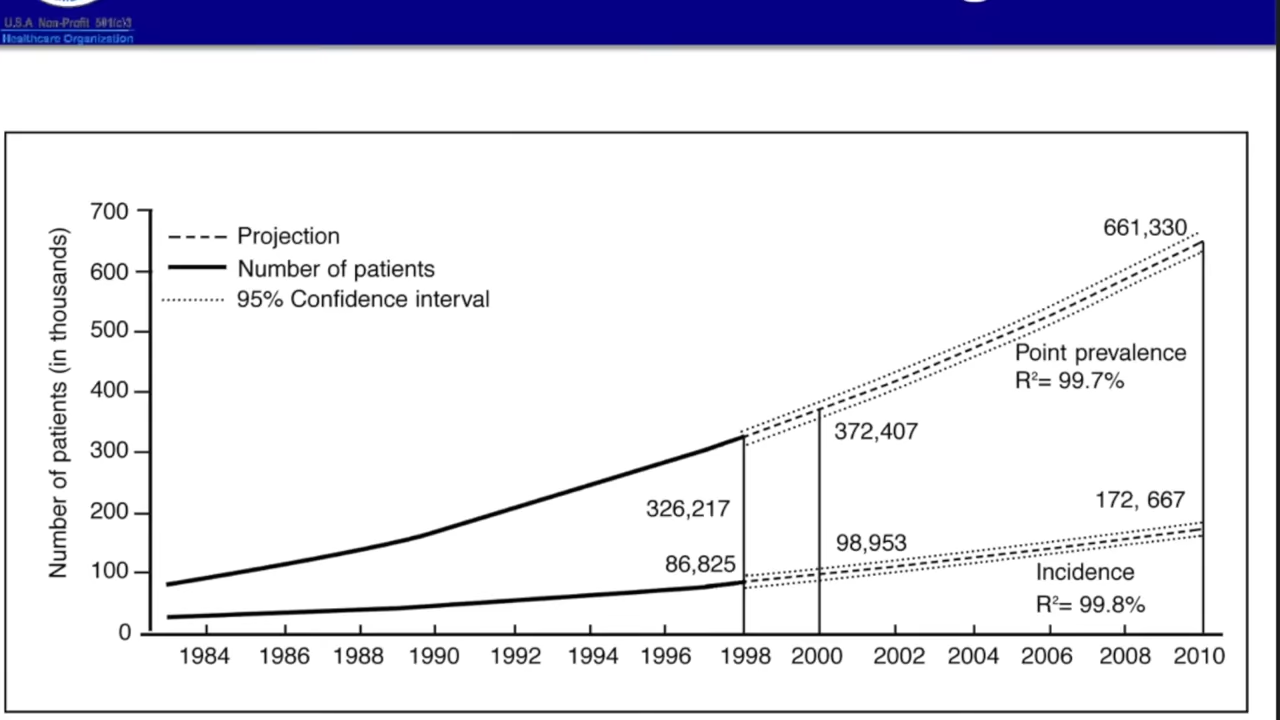 U.S.A Non-Profit 501(c)3
Healthcare Organization
700
600
500
400
300
200
100
0
Number of patients (in thousands)
Projection
Number of patients
95% Confidence interval
661,330
Point prevalence
R²= 99.7%
372,407
326,217
172, 667
98,953
86,825
Incidence
R²= 99.8%
1984 1986 1988 1990 1992 1994 1996 1998 2000 2002 2004 2006 2008 2010